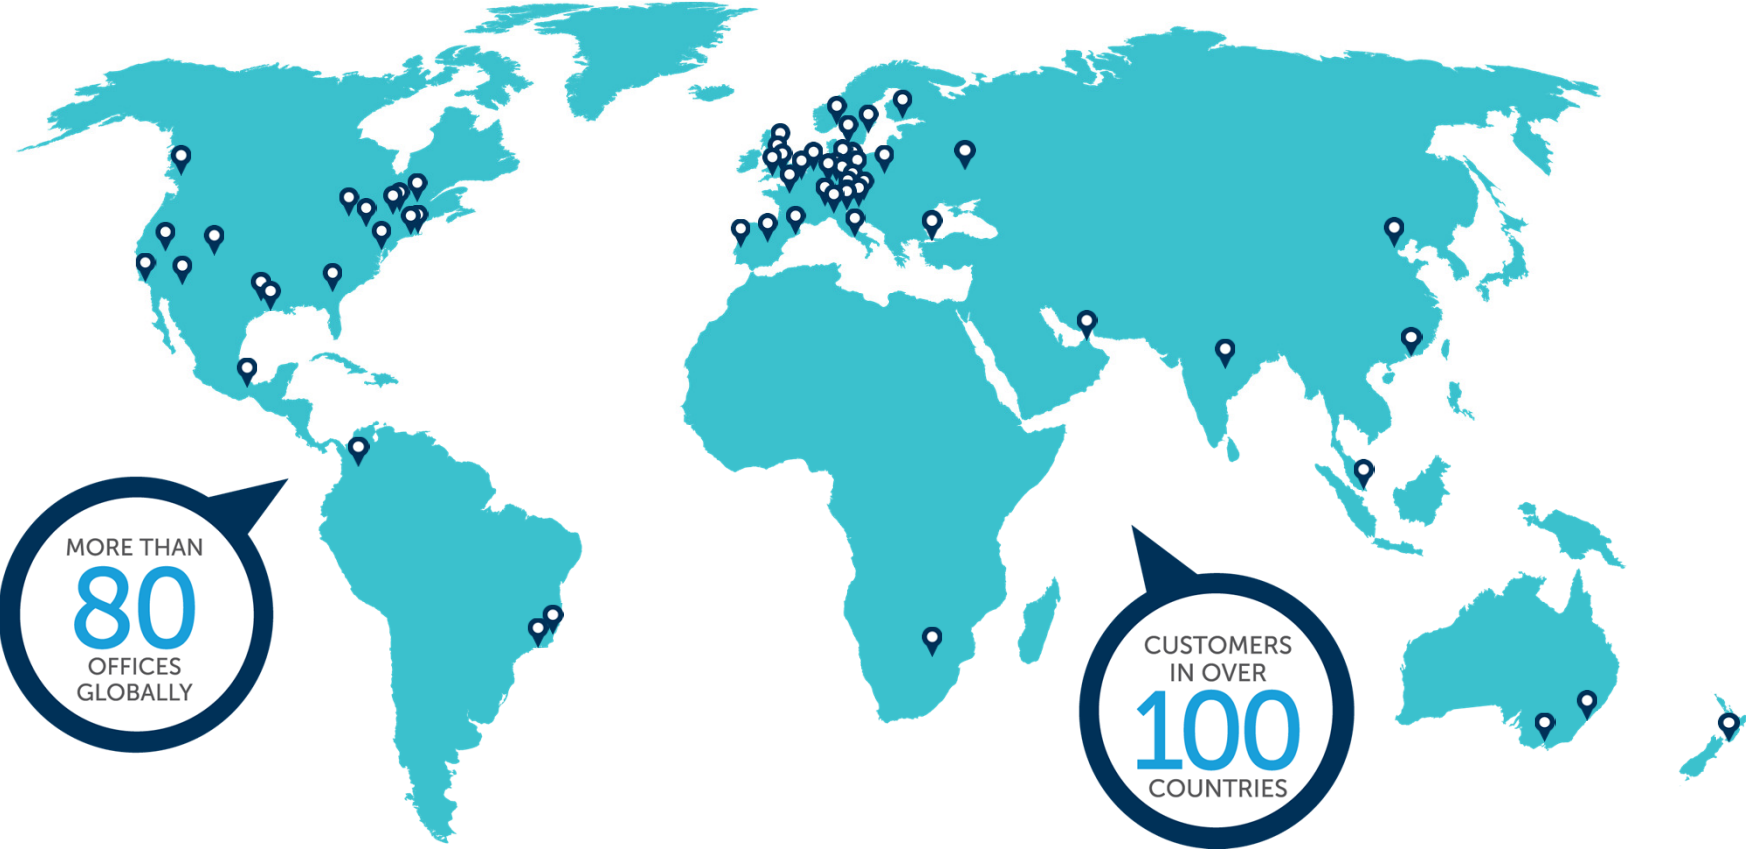 MORE THAN
80
OFFICES
GLOBALLY
CUSTOMERS
IN OVER
100
COUNTRIES